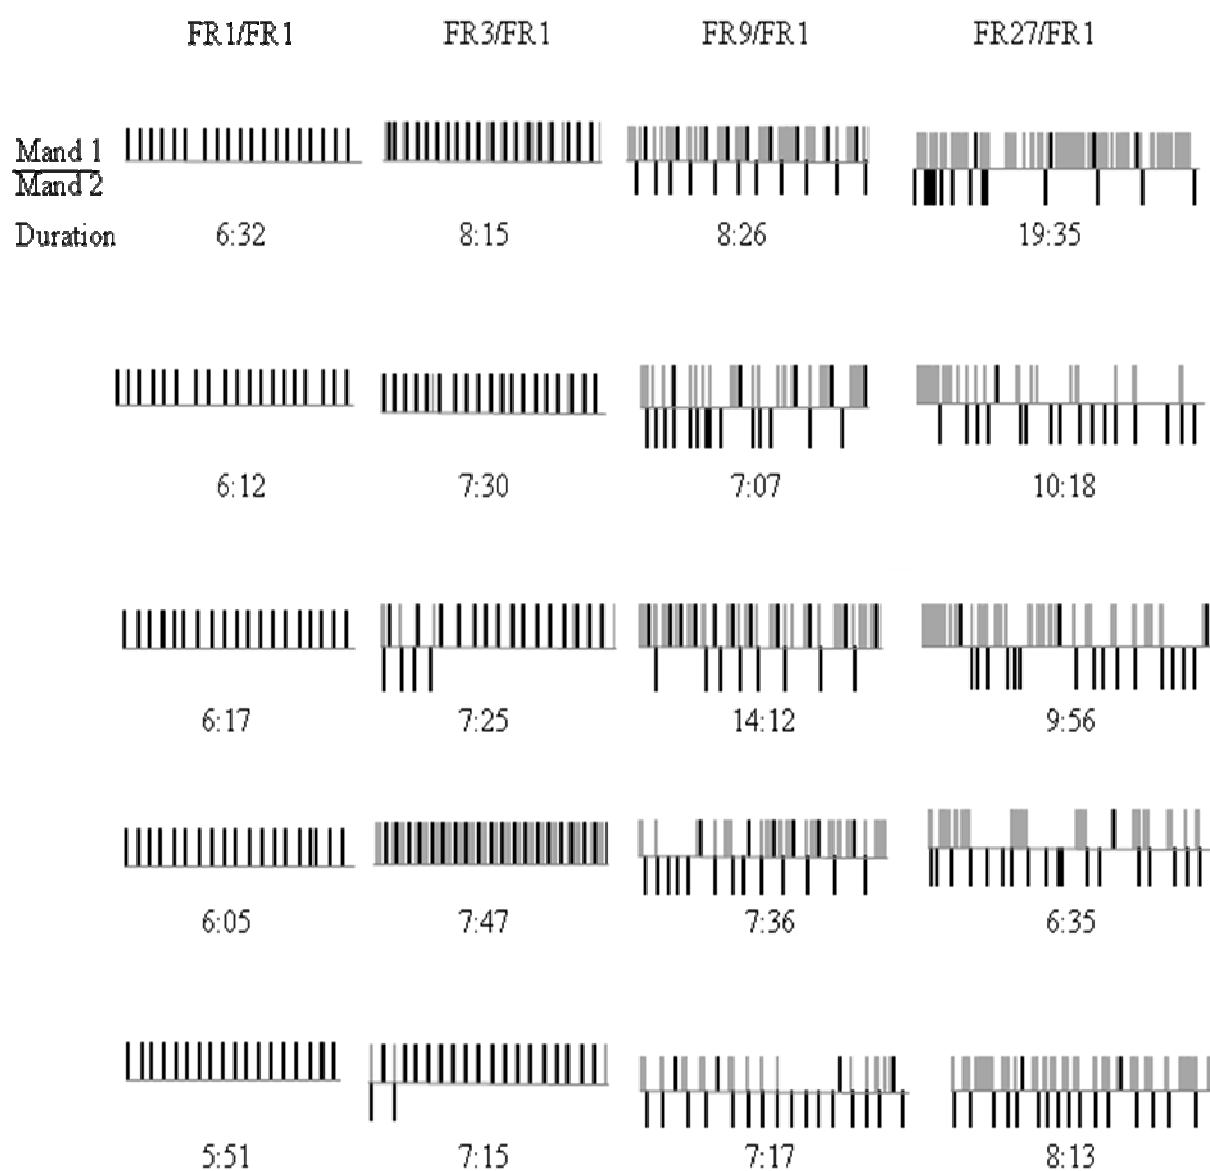 FR1/FR1 FR3/FR1 FR9/FR1 FR27/FR1
Mand 1
Mand 2
Duration 6:32 8:15 8:26 19:35
6:12 7:30 7:07 10:18
6:17 7:25 14:12 9:56
6:05 7:47 7:36 6:35
5:51 7:15 7:17 8:13